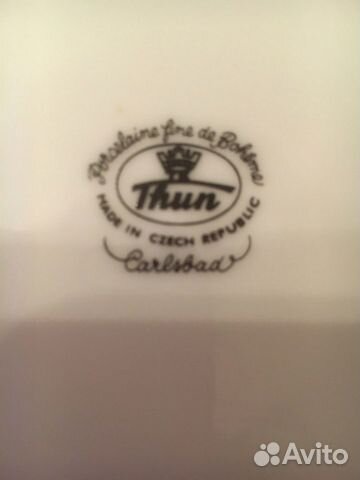 Porcelaine fine de Bohême
Thun
MADE IN CZECH REPUBLIC
Carlsbad
Avito